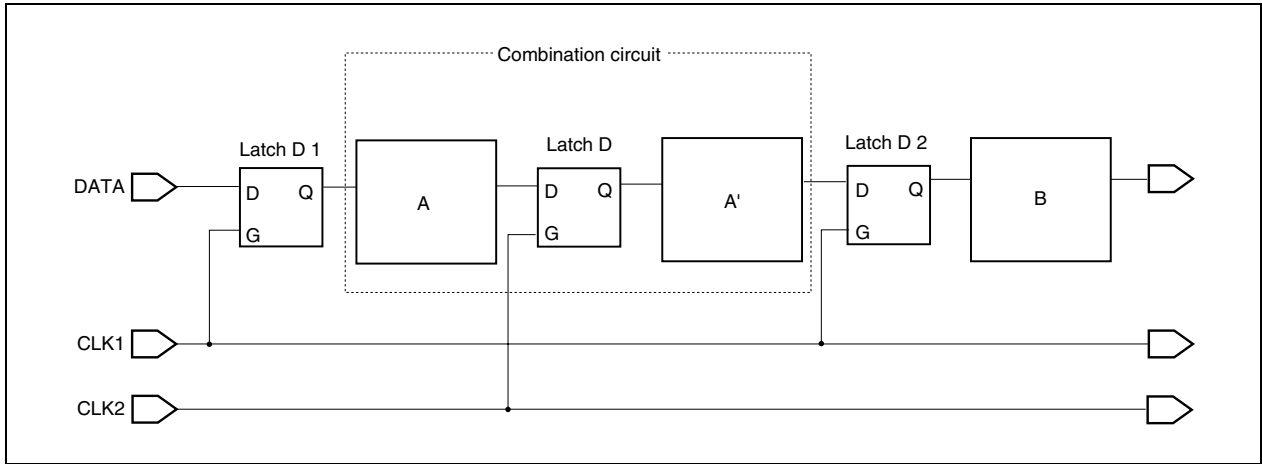 Combination circuit
Latch D 1
Latch D
Latch D 2
DATA
D Q
G
A
D Q
G
A'
D Q
G
B
CLK1
CLK2